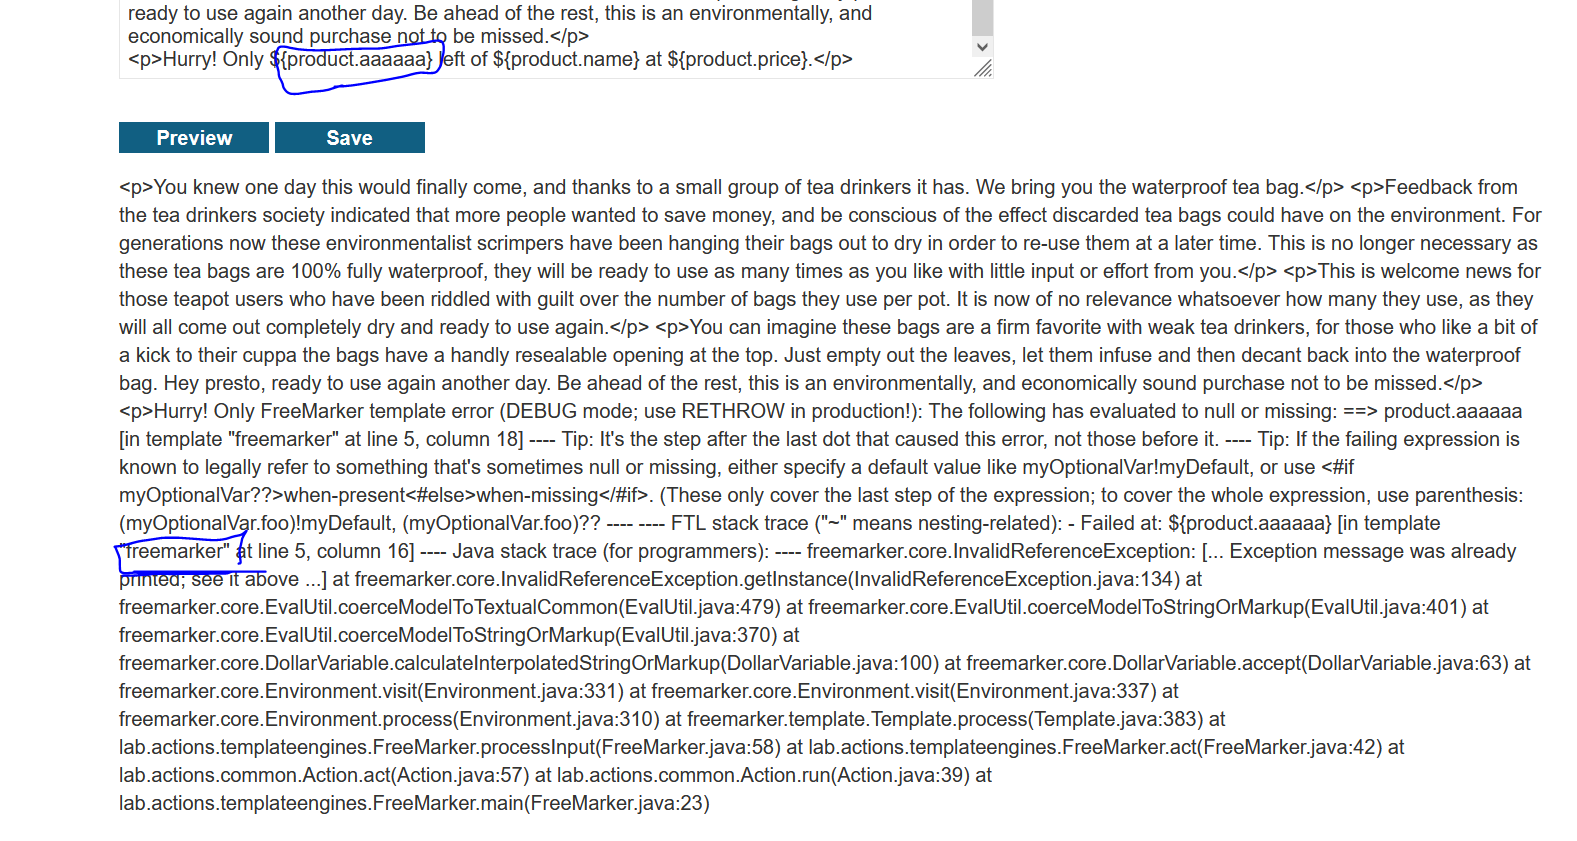 ready to use again another day. Be ahead of the rest, this is an environmentally, and
economically sound purchase not to be missed.</p>
<p>Hurry! Only ${product.aaaaaa} left of ${product.name} at ${product.price}.</p>
Preview Save
<p>You knew one day this would finally come, and thanks to a small group of tea drinkers it has. We bring you the waterproof tea bag.</p> <p>Feedback from
the tea drinkers society indicated that more people wanted to save money, and be conscious of the effect discarded tea bags could have on the environment. For
generations now these environmentalist scrimpers have been hanging their bags out to dry in order to re-use them at a later time. This is no longer necessary as
these tea bags are 100% fully waterproof, they will be ready to use as many times as you like with little input or effort from you.</p> <p>This is welcome news for
those teapot users who have been riddled with guilt over the number of bags they use per pot. It is now of no relevance whatsoever how many they use, as they
will all come out completely dry and ready to use again.</p> <p>You can imagine these bags are a firm favorite with weak tea drinkers, for those who like a bit of
a kick to their cuppa the bags have a handly resealable opening at the top. Just empty out the leaves, let them infuse and then decant back into the waterproof
bag. Hey presto, ready to use again another day. Be ahead of the rest, this is an environmentally, and economically sound purchase not to be missed.</p>
<p>Hurry! Only FreeMarker template error (DEBUG mode; use RETHROW in production!): The following has evaluated to null or missing: ==> product.aaaaaa
[in template "freemarker" at line 5, column 18] ---- Tip: It's the step after the last dot that caused this error, not those before it. ---- Tip: If the failing expression is
known to legally refer to something that's sometimes null or missing, either specify a default value like myOptionalVar!myDefault, or use <#if
myOptionalVar??>when-present<#else>when-missing</#if>. (These only cover the last step of the expression; to cover the whole expression, use parenthesis:
(myOptionalVar.foo)!myDefault, (myOptionalVar.foo)?? ---- ---- FTL stack trace ("~" means nesting-related): - Failed at: ${product.aaaaaa} [in template
"freemarker" at line 5, column 16] ---- Java stack trace (for programmers): ---- freemarker.core.InvalidReferenceException: [... Exception message was already
printed; see it above ...] at freemarker.core.InvalidReferenceException.getInstance(InvalidReferenceException.java:134) at
freemarker.core.EvalUtil.coerceModelToTextualCommon(EvalUtil.java:479) at freemarker.core.EvalUtil.coerceModelToStringOrMarkup(EvalUtil.java:401) at
freemarker.core.EvalUtil.coerceModelToStringOrMarkup(EvalUtil.java:370) at
freemarker.core.DollarVariable.calculateInterpolatedStringOrMarkup(DollarVariable.java:100) at freemarker.core.DollarVariable.accept(DollarVariable.java:63) at
freemarker.core.Environment.visit(Environment.java:331) at freemarker.core.Environment.visit(Environment.java:337) at
freemarker.core.Environment.process(Environment.java:310) at freemarker.template.Template.process(Template.java:383) at
lab.actions.templateengines.FreeMarker.processInput(FreeMarker.java:58) at lab.actions.templateengines.FreeMarker.act(FreeMarker.java:42) at
lab.actions.common.Action.act(Action.java:57) at lab.actions.common.Action.run(Action.java:39) at
lab.actions.templateengines.FreeMarker.main(FreeMarker.java:23)